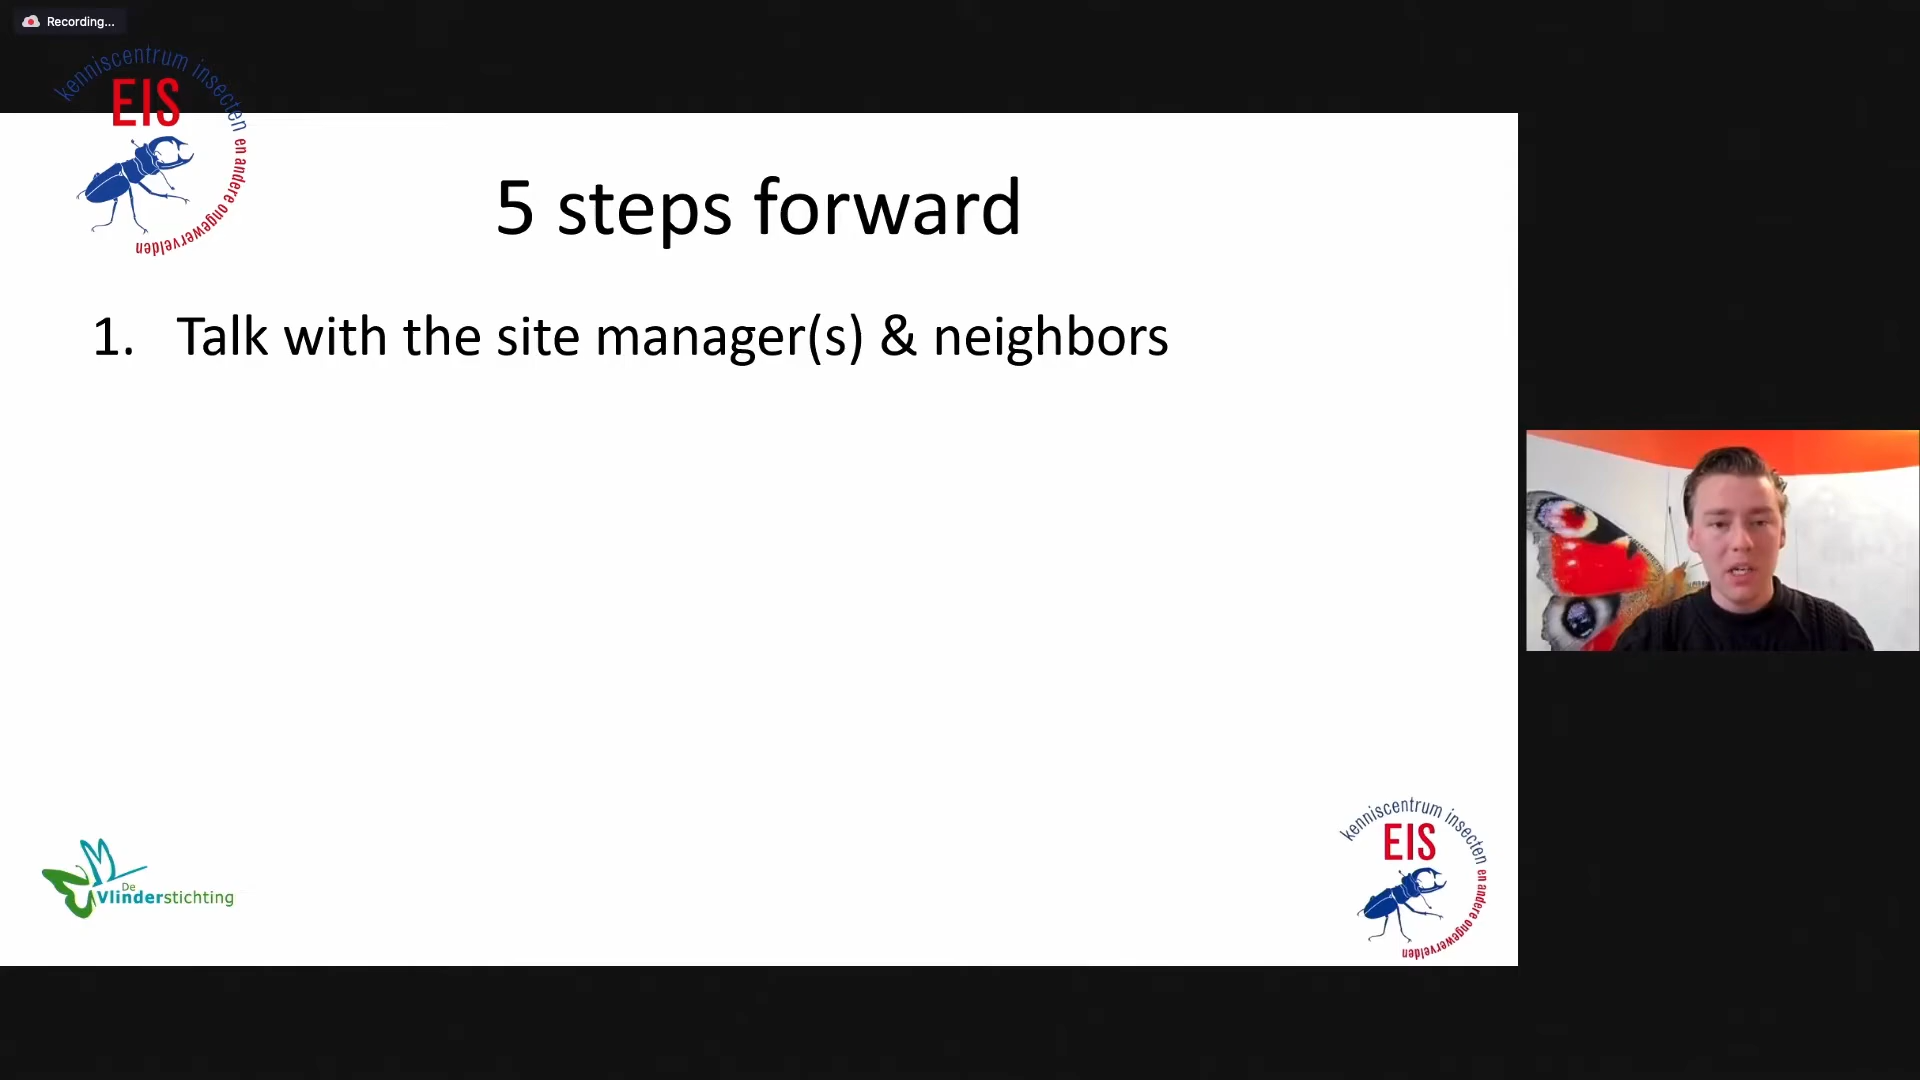 Recording...
kenniscentrum insecten en andere ongewervelden
EIS
5 steps forward
1. Talk with the site manager(s) & neighbors
De
Vlinderstichting
kenniscentrum insecten en andere ongewervelden
EIS